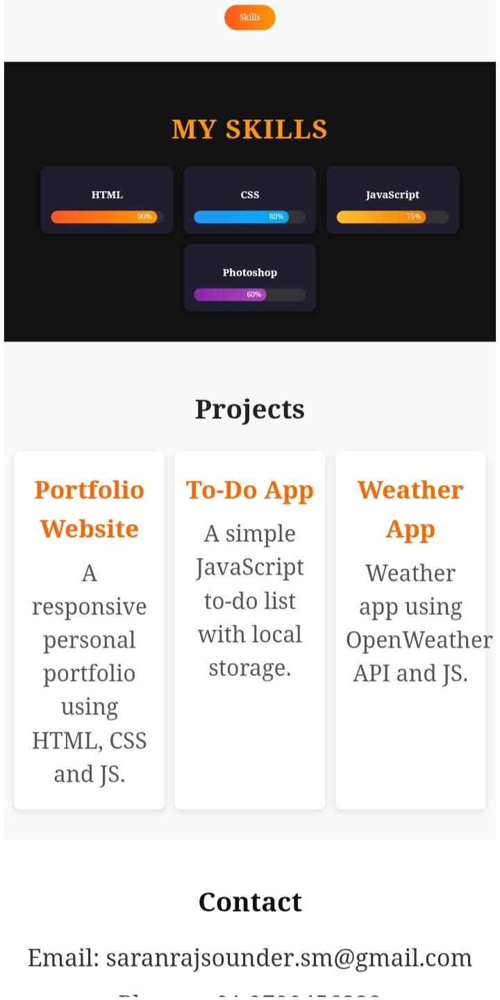 Skills
MY SKILLS
HTML
90%
CSS
80%
JavaScript
75%
Photoshop
60%
Projects
Portfolio
Website
A
responsive
personal
portfolio
using
HTML, CSS
and JS.
To-Do App
A simple
JavaScript
to-do list
with local
storage.
Weather
App
Weather
app using
OpenWeather
API and JS.
Contact
Email: saranrajsounder.sm@gmail.com